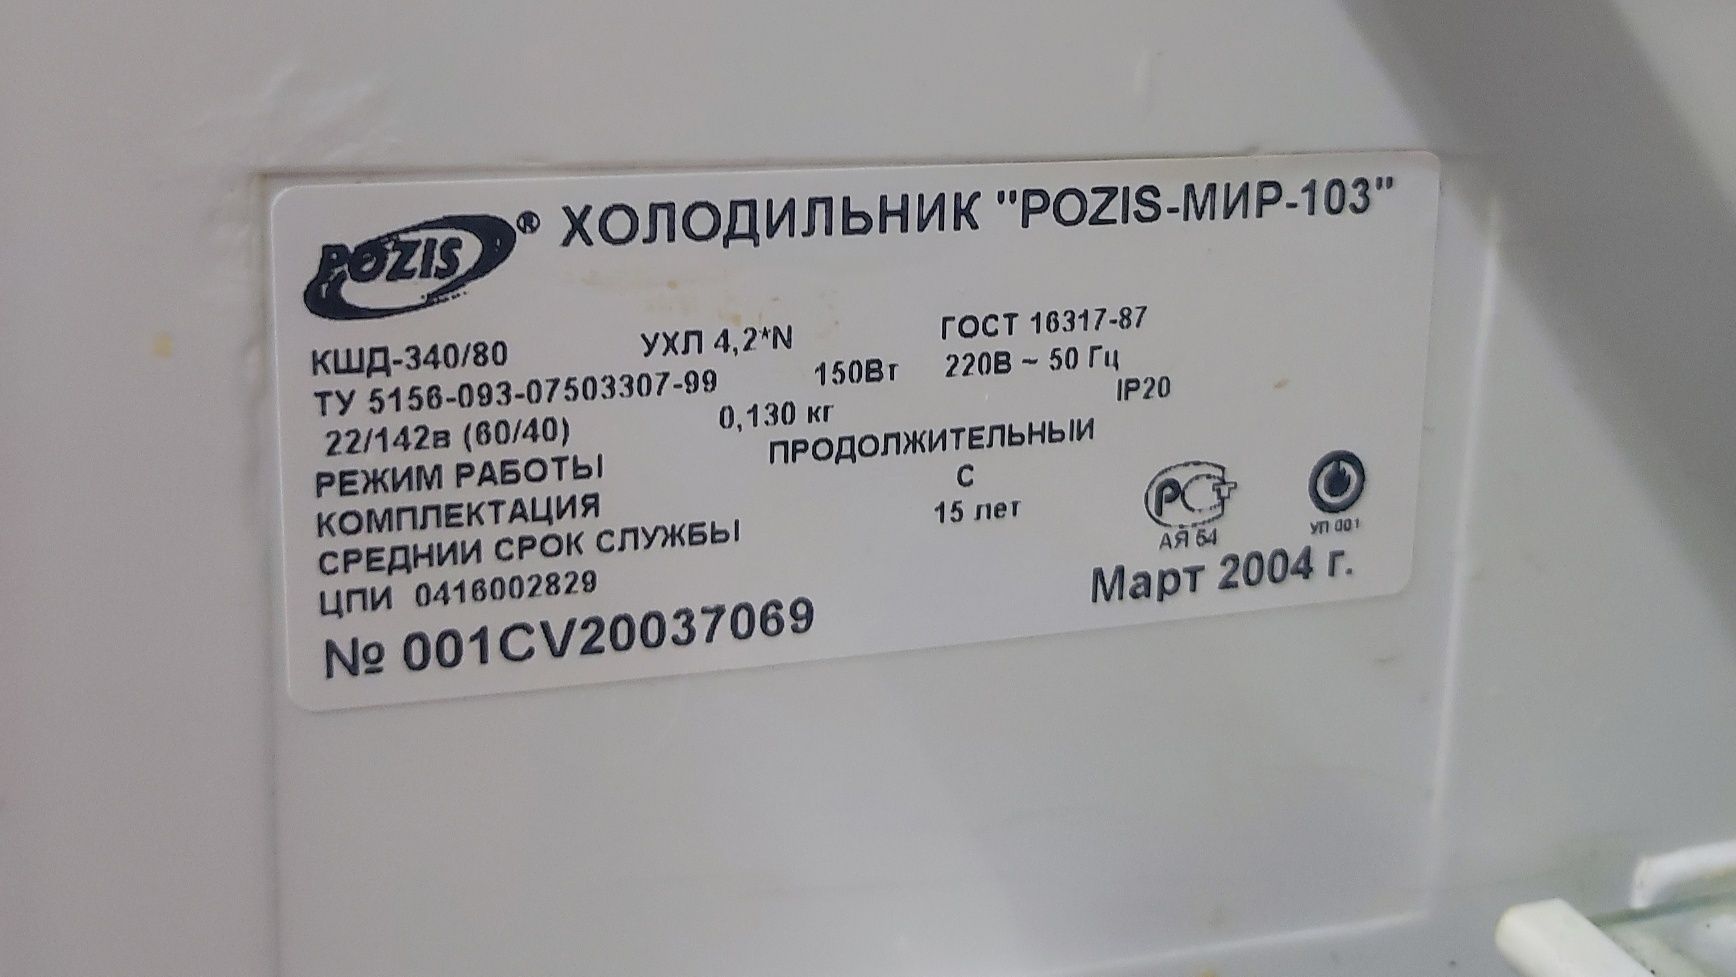 POZIS® ХОЛОДИЛЬНИК "POZIS-МИР-103"
КШД-340/80 УХЛ 4,2*N ГОСТ 16317-87
ТУ 5156-093-07503307-99 150Вт 220В ~ 50 Гц
22/142в (60/40) 0,130 кг IP20
РЕЖИМ РАБОТЫ ПРОДОЛЖИТЕЛЬНЫЙ
КОМПЛЕКТАЦИЯ С
СРЕДНИЙ СРОК СЛУЖБЫ 15 лет
РСТ
АЯ 54
УП 001
ЦПИ 0416002829
№ 001CV20037069 Март 2004 г.